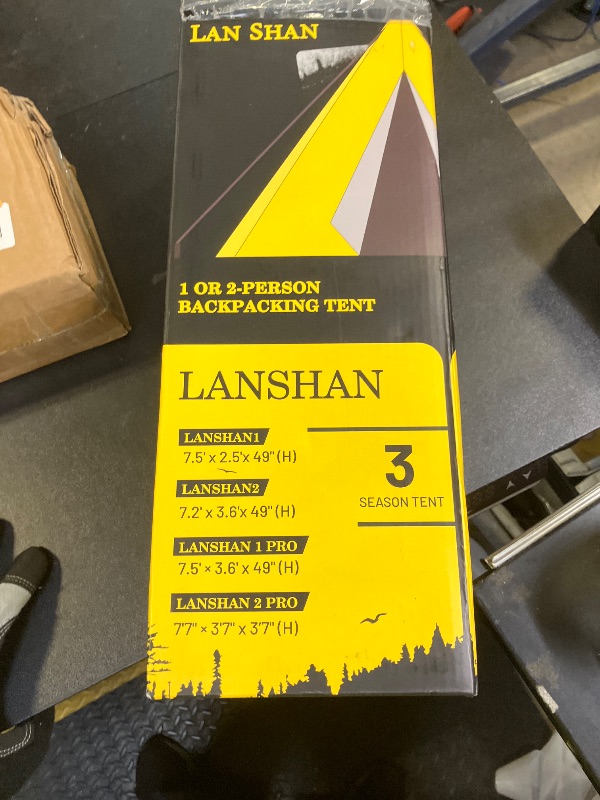 LAN SHAN
1 OR 2-PERSON
BACKPACKING TENT
LANSHAN
LANSHAN1
7.5' x 2.5'x 49" (H)
LANSHAN2
7.2' x 3.6'x 49" (H)
LANSHAN 1 PRO
7.5' × 3.6' x 49" (H)
LANSHAN 2 PRO
7'7" × 3'7" x 3'7" (H)
3
SEASON TENT